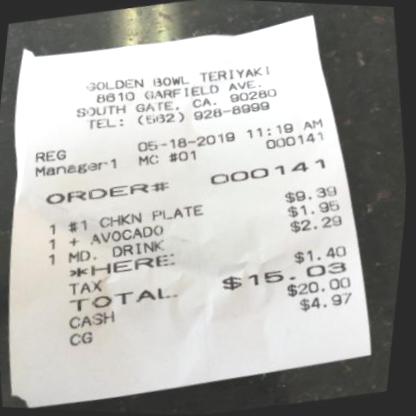 GOLDEN BOWL TERIYAKI
8610 GARFIELD AVE.
SOUTH GATE, CA. 90280
TEL: (562) 928-8999
REG 05-18-2019 11:19 AM
Manager1 MC #01 000141
ORDER# 000141
1 #1 CHKN PLATE $9.39
1 + AVOCADO $1.95
1 MD. DRINK $2.29
*HERE:
TAX $1.40
TOTAL. $15.03
CASH $20.00
CG $4.97